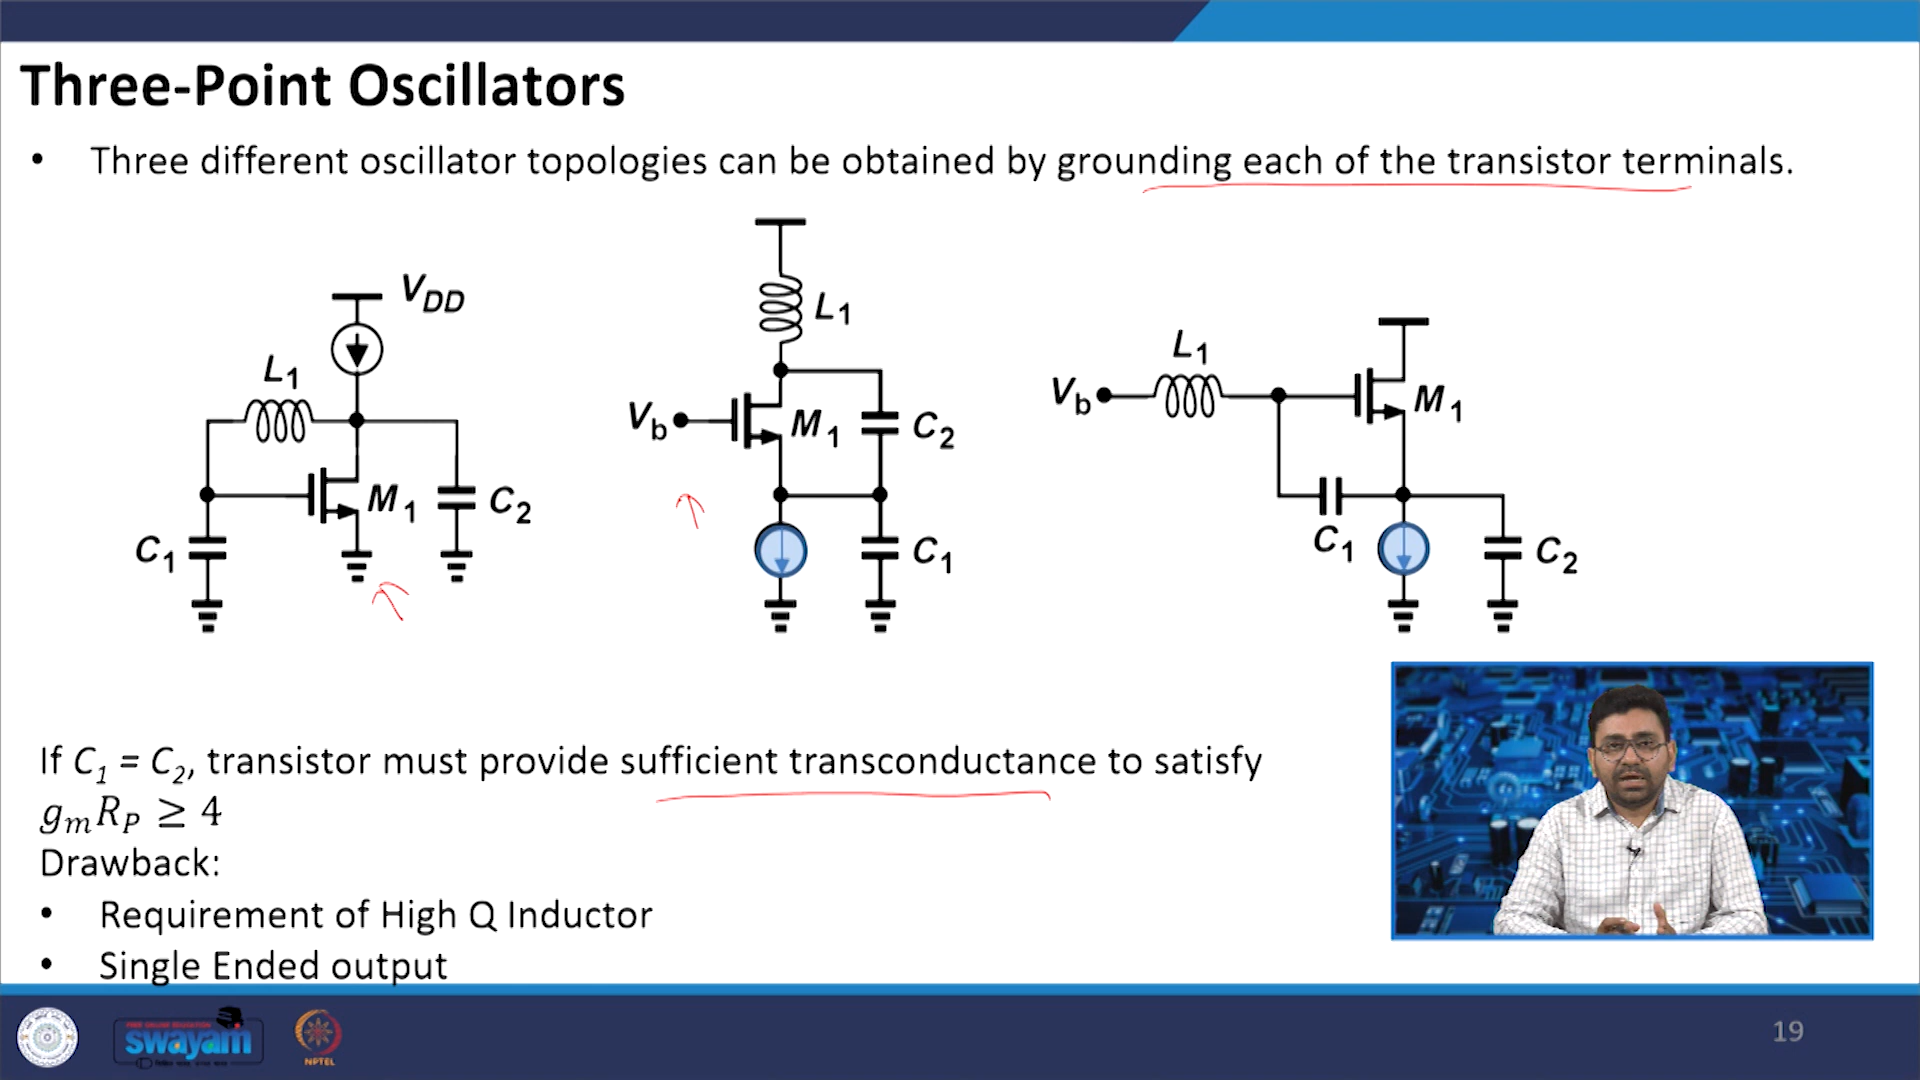 Three-Point Oscillators
• Three different oscillator topologies can be obtained by grounding each of the transistor terminals.
VDD
L1
M1
C2
C1
L1
Vb
M1
C2
C1
L1
Vb
M1
C1
C2
If C1 = C2, transistor must provide sufficient transconductance to satisfy
gmRP ≥ 4
Drawback:
• Requirement of High Q Inductor
• Single Ended output
swayam
NPTEL
19